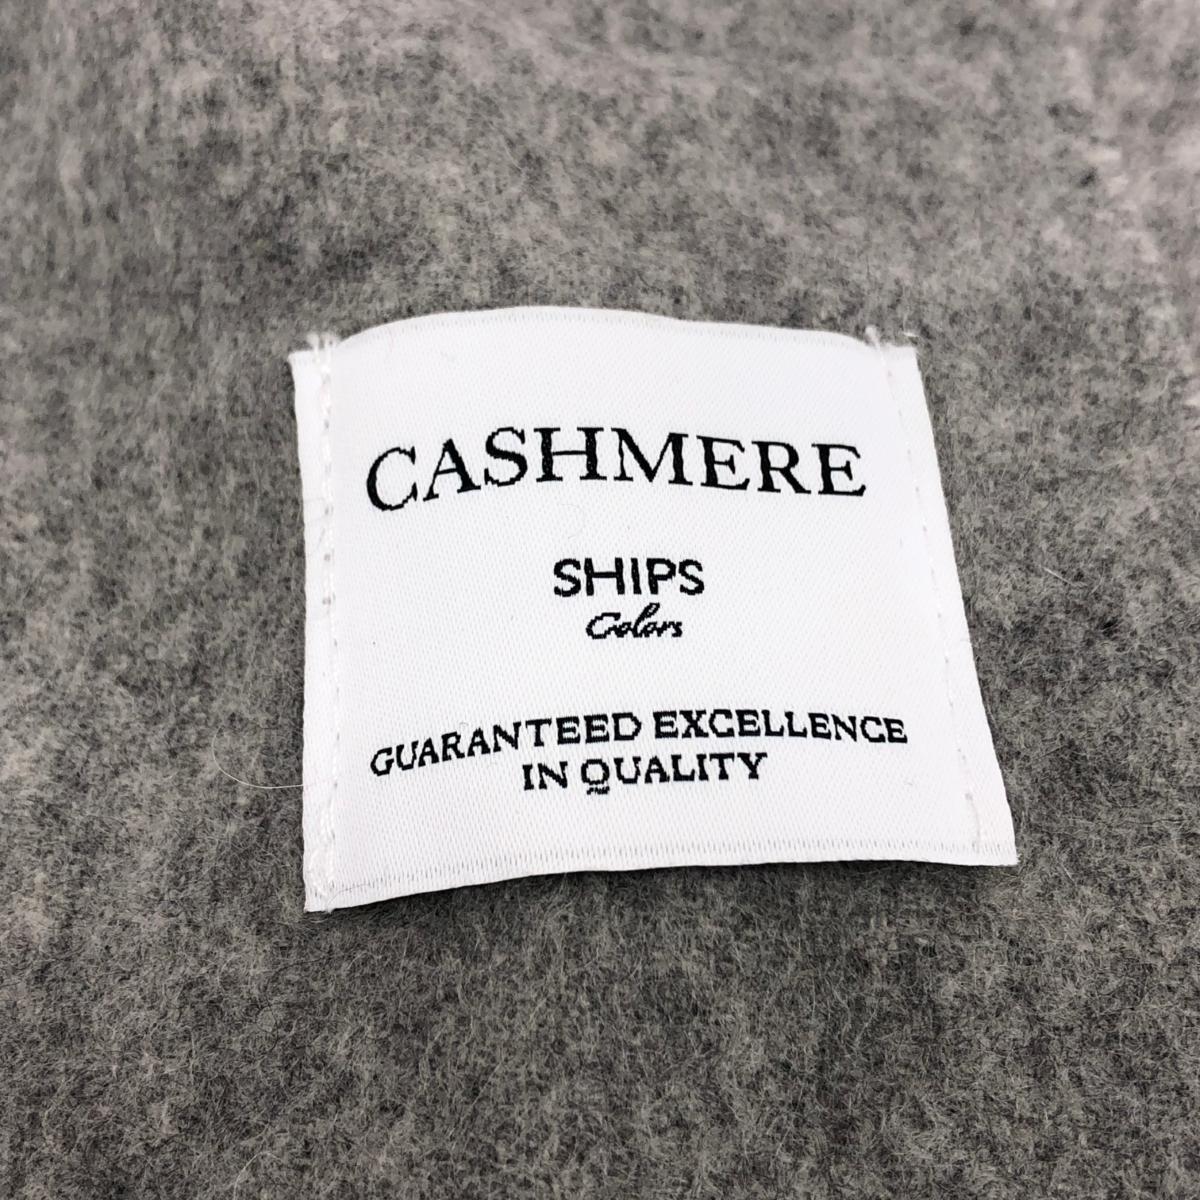 CASHMERE
SHIPS
Colors
GUARANTEED EXCELLENCE
IN QUALITY